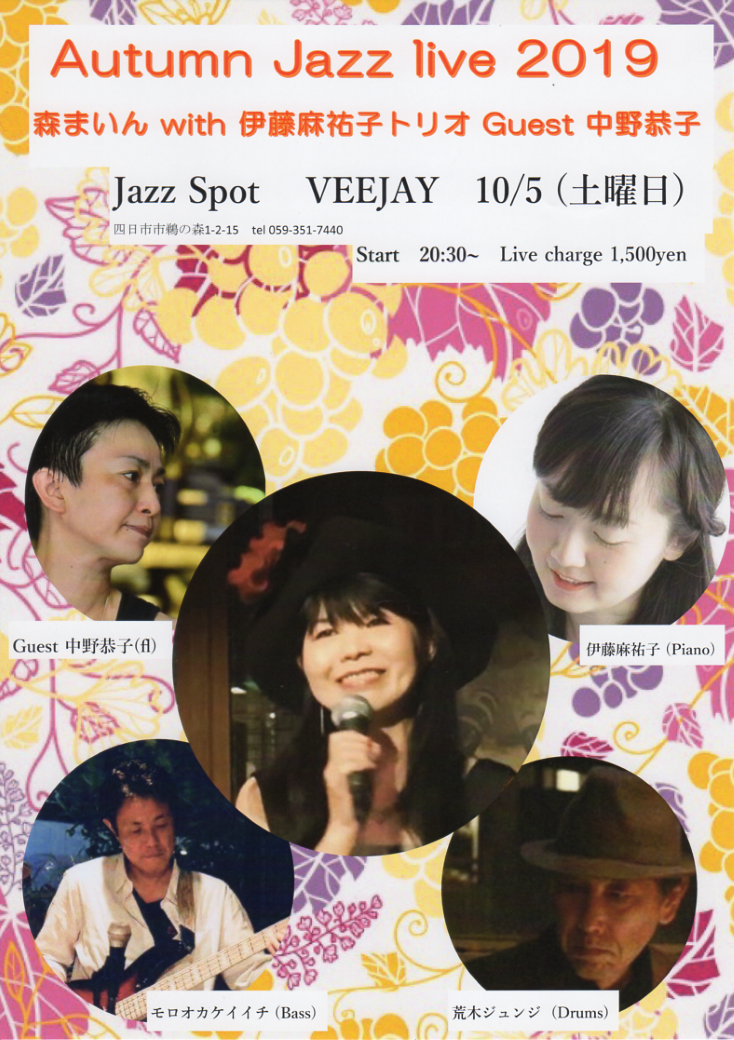 Autumn Jazz live 2019
森まいん with 伊藤麻祐子トリオ Guest 中野恭子
Jazz Spot VEEJAY 10/5 (土曜日)
四日市市鵜の森1-2-15 tel 059-351-7440
Start 20:30~ Live charge 1,500yen
Guest 中野恭子(fl)
伊藤麻祐子 (Piano)
モロオカケイイチ (Bass)
荒木ジュンジ (Drums)